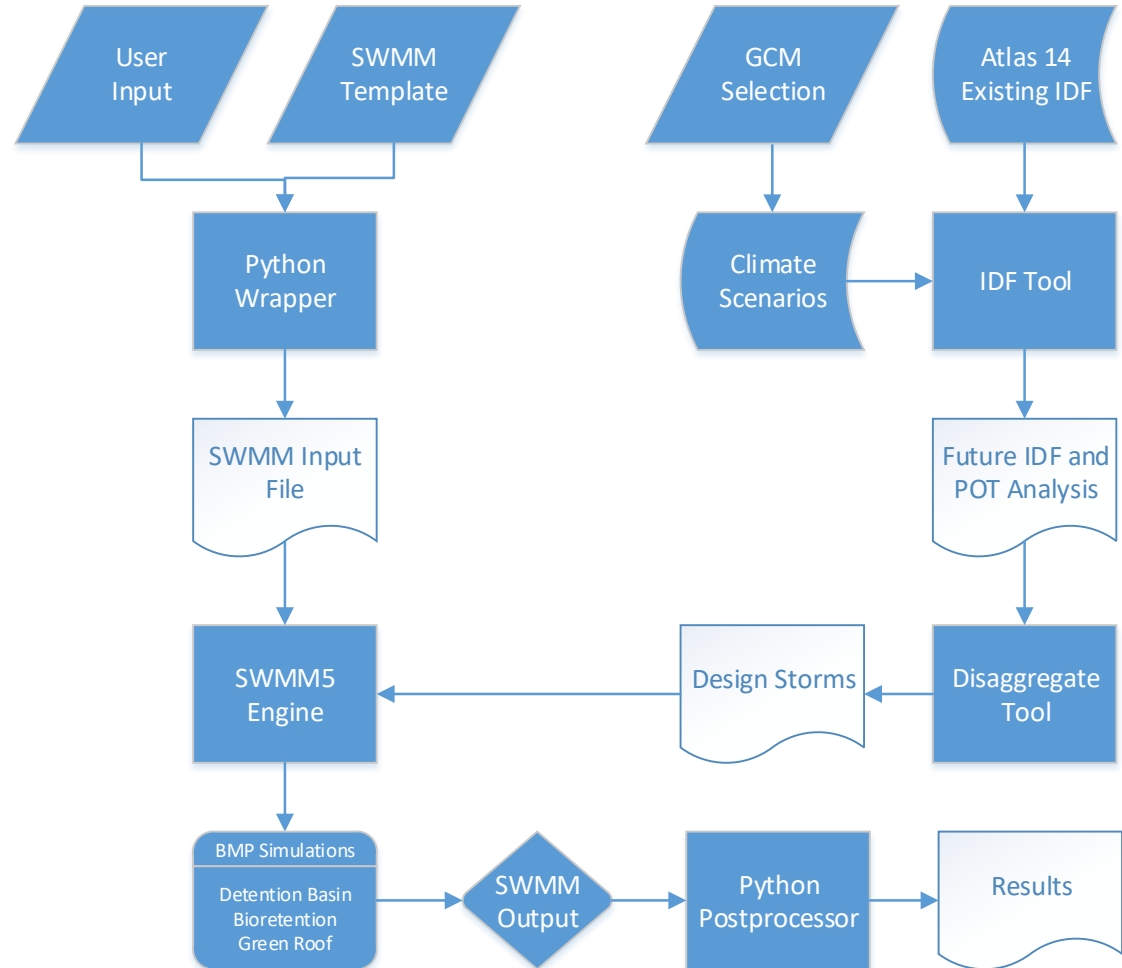 User
Input
SWMM
Template
GCM
Selection
Atlas 14
Existing IDF
Python
Wrapper
Climate
Scenarios
IDF Tool
SWMM Input
File
Future IDF and
POT Analysis
SWMM5
Engine
Design Storms
Disaggregate
Tool
BMP Simulations
Detention Basin
Bioretention
Green Roof
SWMM
Output
Python
Postprocessor
Results